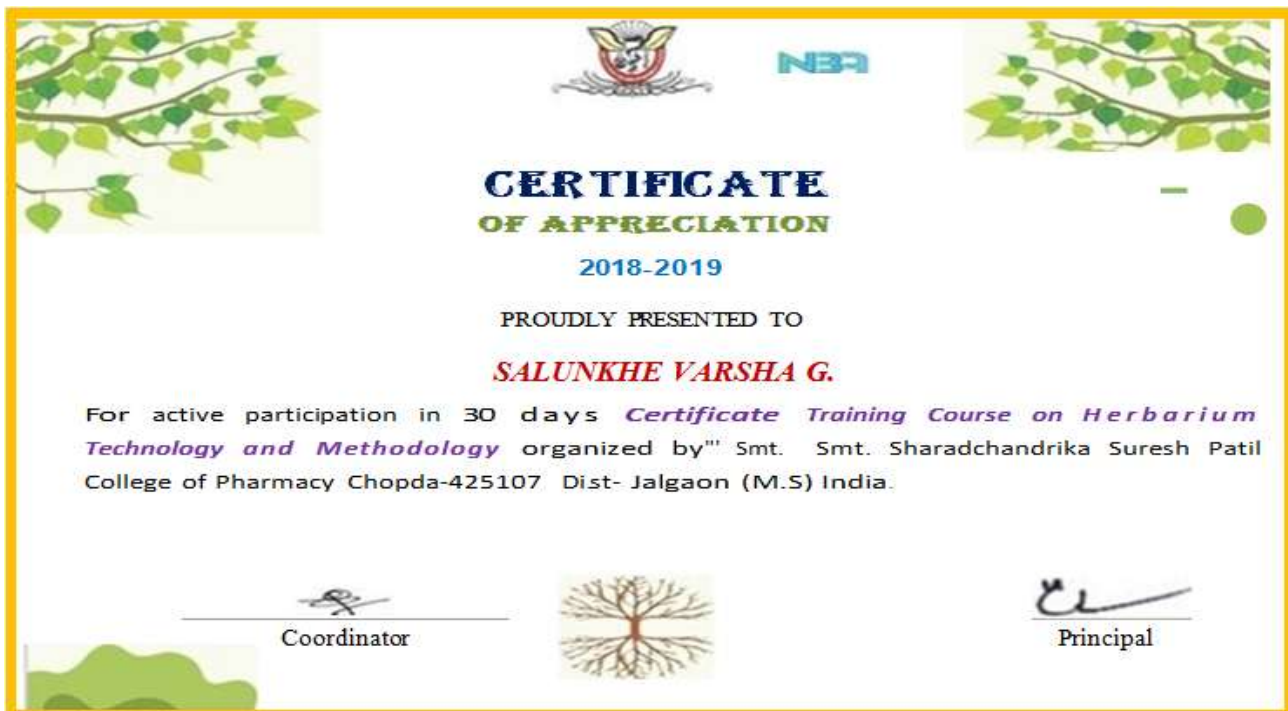 NBA
CERTIFICATE
OF APPRECIATION
2018-2019
PROUDLY PRESENTED TO
SALUNKHE VARSHA G.
For active participation in 30 days Certificate Training Course on Herbarium
Technology and Methodology organized by"' Smt. Smt. Sharadchandrika Suresh Patil
College of Pharmacy Chopda-425107 Dist- Jalgaon (M.S) India.
Coordinator
Principal